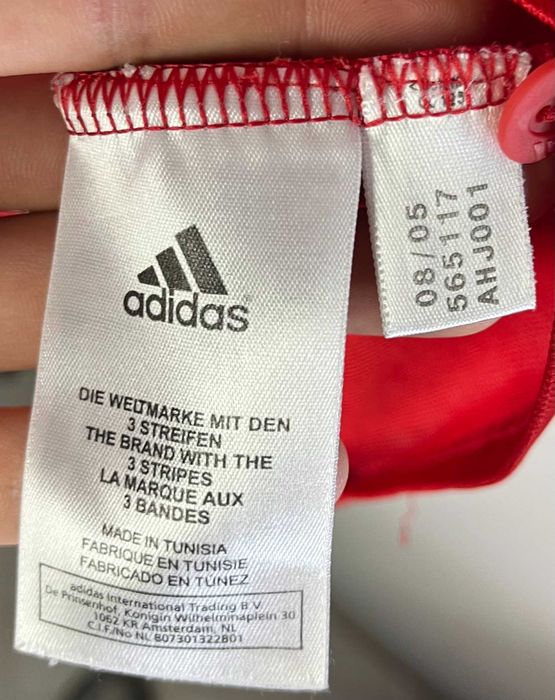 adidas
DIE WELTMARKE MIT DEN
3 STREIFEN
THE BRAND WITH THE
3 STRIPES
LA MARQUE AUX
3 BANDES
MADE IN TUNISIA
FABRIQUE EN TUNISIE
FABRICADO EN TÚNEZ
adidas International Trading B.V.
De Prinsenhof, Konigin Wilhelminaplein 30
1062 KR Amsterdam, NL
C.I.F./No NL 807301322B01
08/05
565117
AHJ001